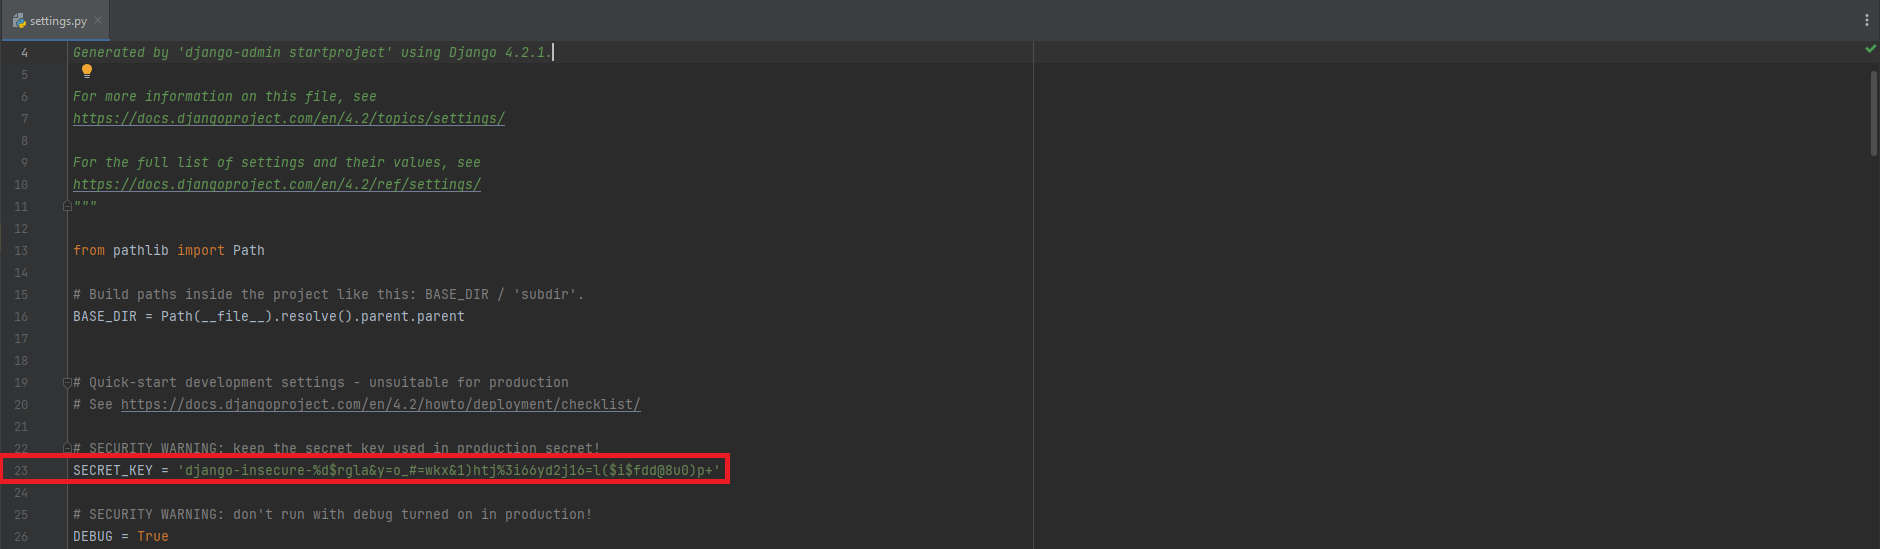 settings.py
4 Generated by 'django-admin startproject' using Django 4.2.1.
5
6 For more information on this file, see
7 https://docs.djangoproject.com/en/4.2/topics/settings/
8
9 For the full list of settings and their values, see
10 https://docs.djangoproject.com/en/4.2/ref/settings/
11 """
12
13 from pathlib import Path
14
15 # Build paths inside the project like this: BASE_DIR / 'subdir'.
16 BASE_DIR = Path(__file__).resolve().parent.parent
17
18
19 # Quick-start development settings - unsuitable for production
20 # See https://docs.djangoproject.com/en/4.2/howto/deployment/checklist/
21
22 # SECURITY WARNING: keep the secret key used in production secret!
23 SECRET_KEY = 'django-insecure-%d$rgla&y=o_#=wkx&1)htj%3i66yd2j16=l($i$fdd@8u0)p+'
24
25 # SECURITY WARNING: don't run with debug turned on in production!
26 DEBUG = True